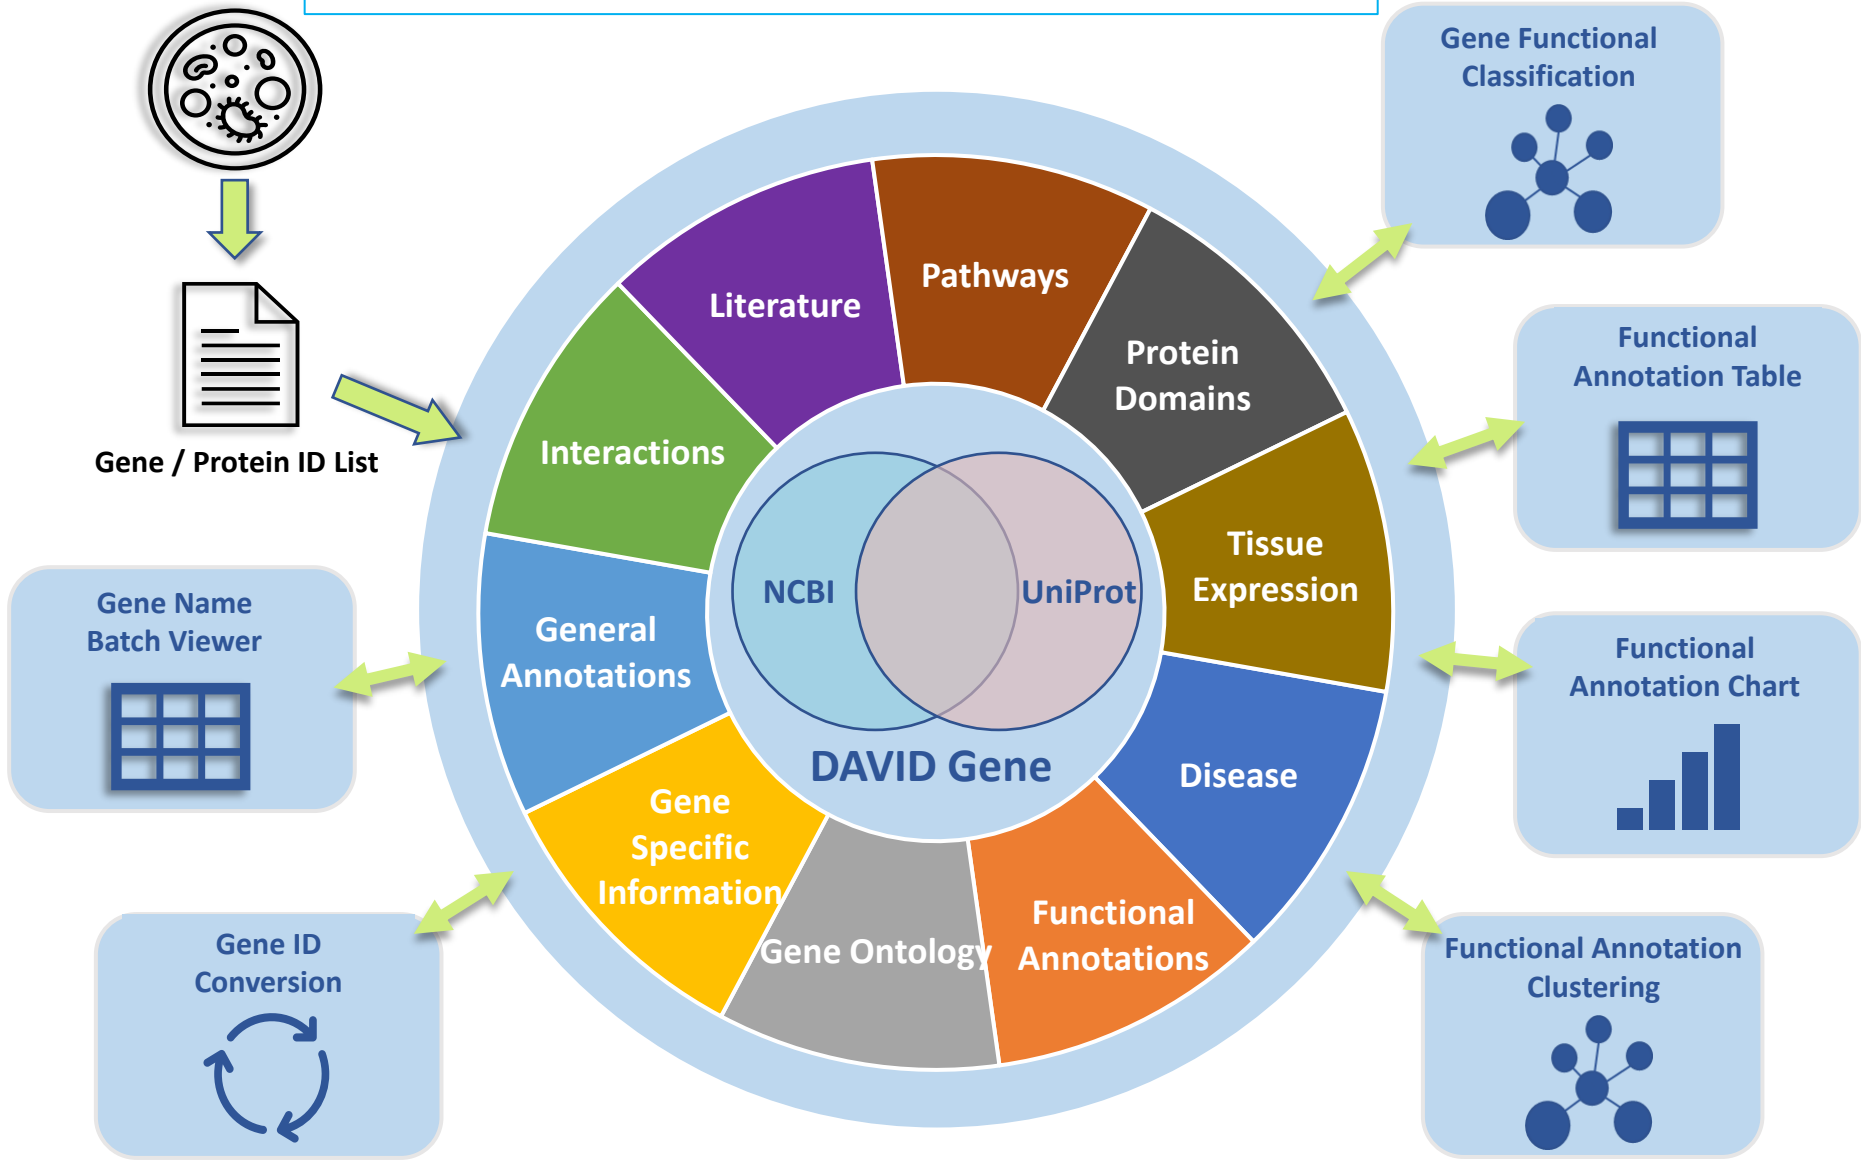 Gene / Protein ID List
Gene Name
Batch Viewer
Gene ID
Conversion
Literature
Pathways
Protein
Domains
Interactions
Tissue
Expression
General
Annotations
Disease
Gene
Specific
Information
Gene Ontology
Functional
Annotations
NCBI
UniProt
DAVID Gene
Gene Functional
Classification
Functional
Annotation Table
Functional
Annotation Chart
Functional Annotation
Clustering